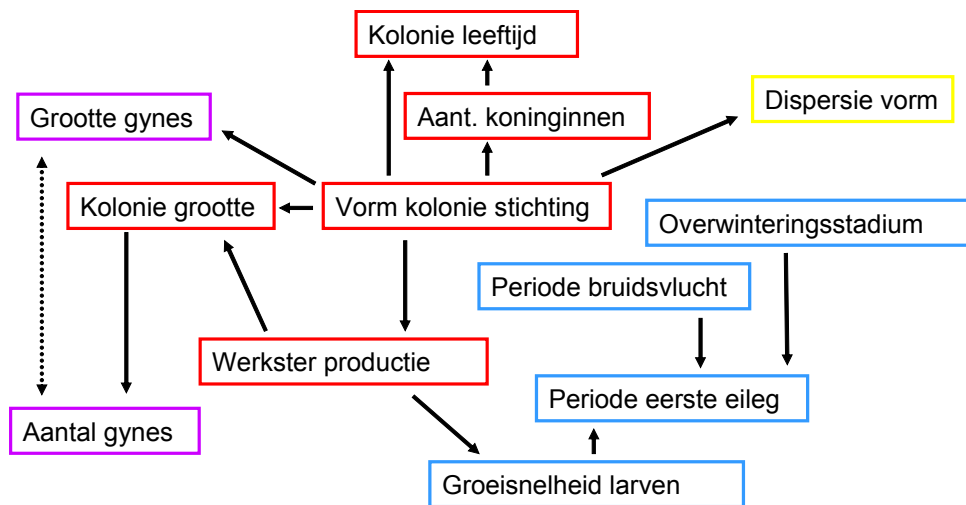 Kolonie leeftijd
Grootte gynes
Aant. koninginnen
Dispersie vorm
Kolonie grootte
Vorm kolonie stichting
Overwinteringsstadium
Periode bruidsvlucht
Werkster productie
Periode eerste eileg
Aantal gynes
Groeisnelheid larven